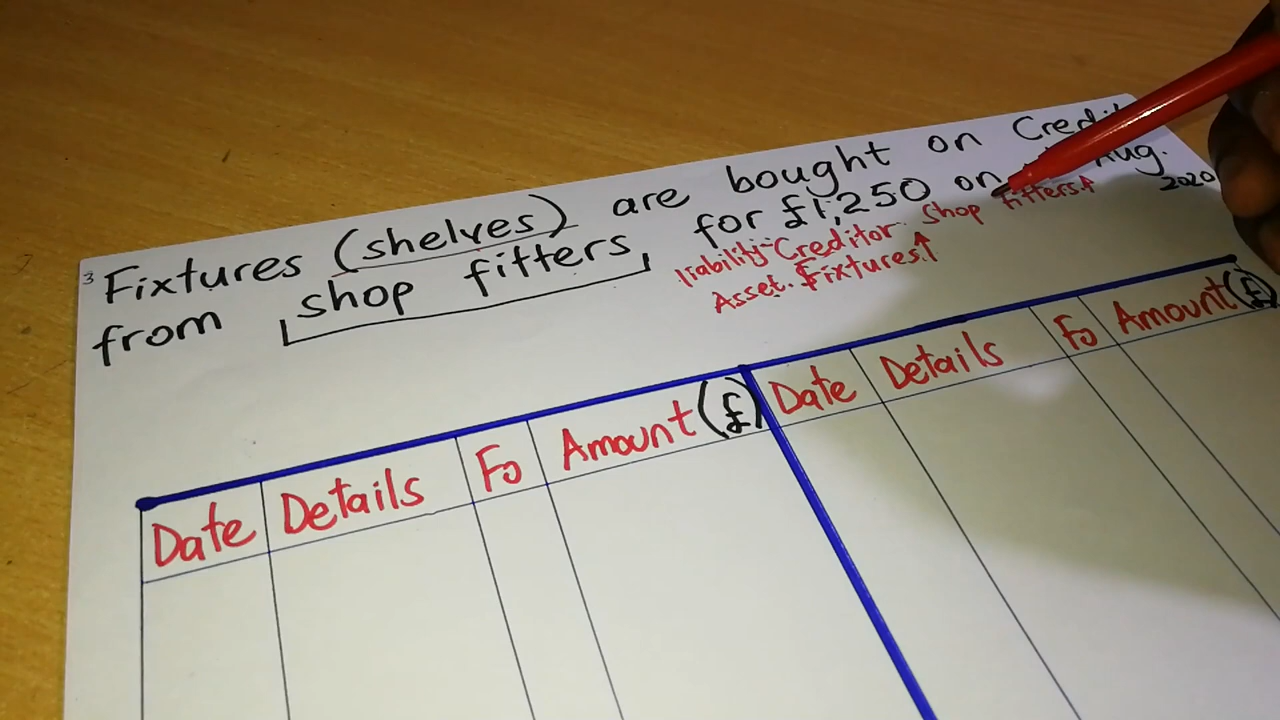 3 Fixtures (shelves) are bought on Credit
from shop fitters for £1,250 on Aug.
2020
liability-Creditor. Shop fitters.↑
Asset. Fixtures.↑
Date Details Fo Amount (£) Date Details Fo Amount (£)